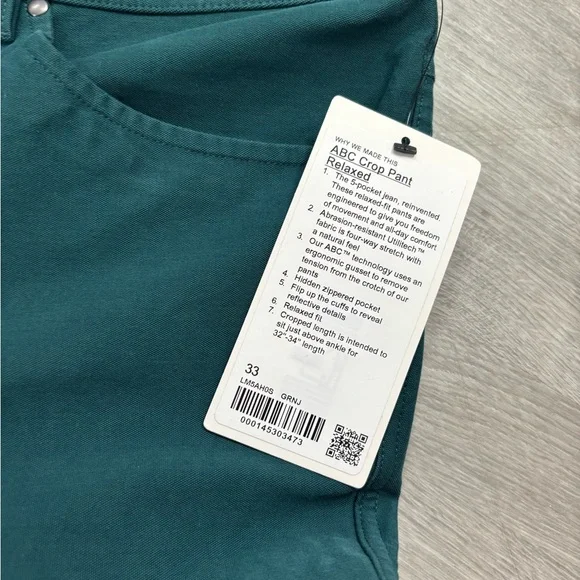 WHY WE MADE THIS
ABC Crop Pant
Relaxed
1. The 5-pocket jean, reinvented.
These relaxed-fit pants are
engineered to give you freedom
of movement and all-day comfort
2. Abrasion-resistant Utilitech™
fabric is four-way stretch with
a natural feel
3. Our ABC™ technology uses an
ergonomic gusset to remove
tension from the crotch of our
pants
4. Hidden zippered pocket
5. Flip up the cuffs to reveal
reflective details
6. Relaxed fit
7. Cropped length is intended to
sit just above ankle for
32"-34" length
33
LM5AH0S GRNJ
000145303473